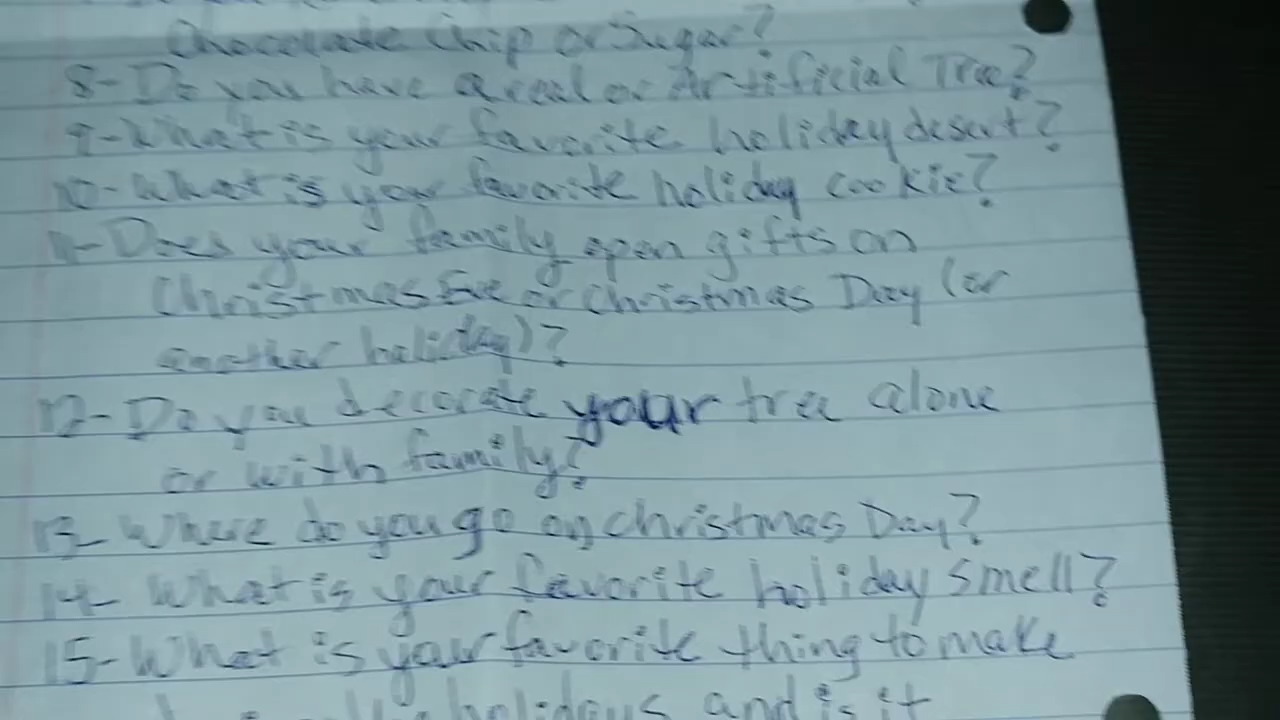 Chocolate Chip or Sugar?
8- Do you have a real or Artificial Tree?
9- What is your favorite holiday desert?
10- What is your favorite holiday cookie?
11- Does your family open gifts on
Christmas Eve or Christmas Day (or
another holiday)?
12- Do you decorate your tree alone
or with family?
13- Where do you go on Christmas Day?
14- What is your favorite holiday smell?
15- What is your favorite thing to make
holidays and is it